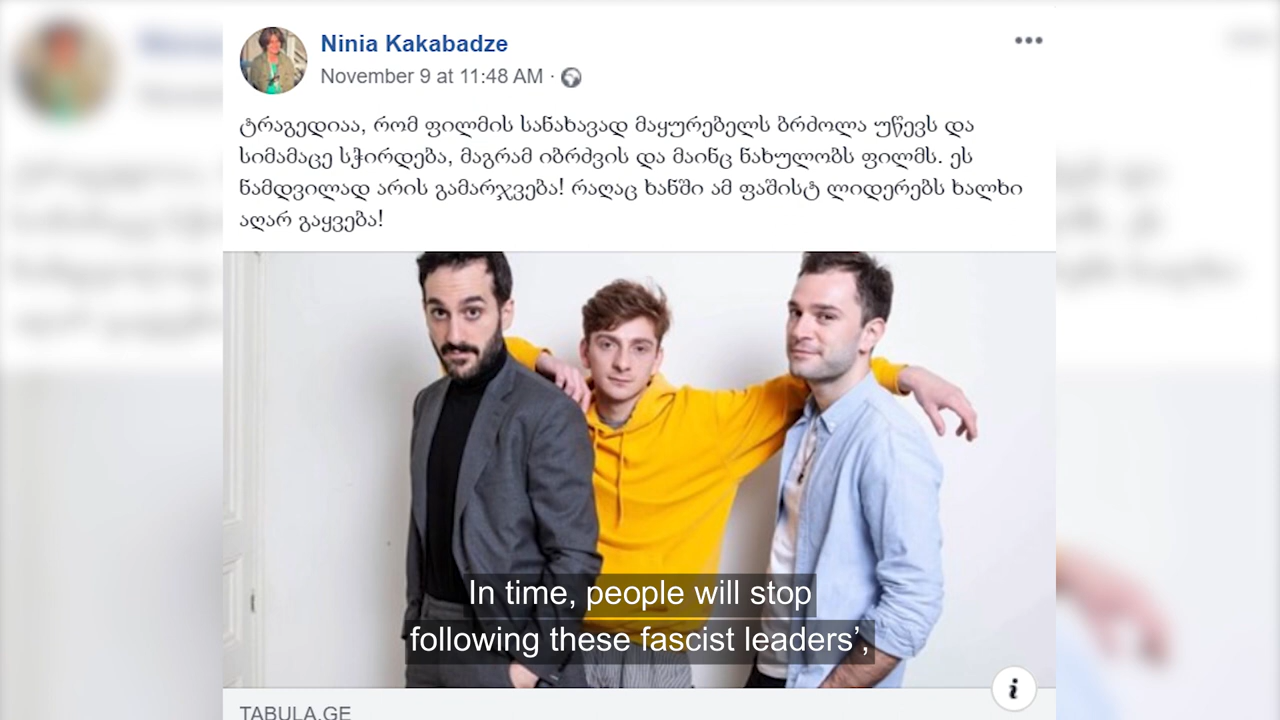 Ninia Kakabadze
November 9 at 11:48 AM ·
ტრაგედიაა, რომ ფილმის სანახავად მაყურებელს ბრძოლა უწევს და
სიმამაცე სჭირდება, მაგრამ იბრძვის და მაინც ნახულობს ფილმს. ეს
ნამდვილად არის გამარჯვება! რაღაც ხანში ამ ფაშისტ ლიდერებს ხალხი
აღარ გაყვება!
In time, people will stop
following these fascist leaders’,
TABULA.GE